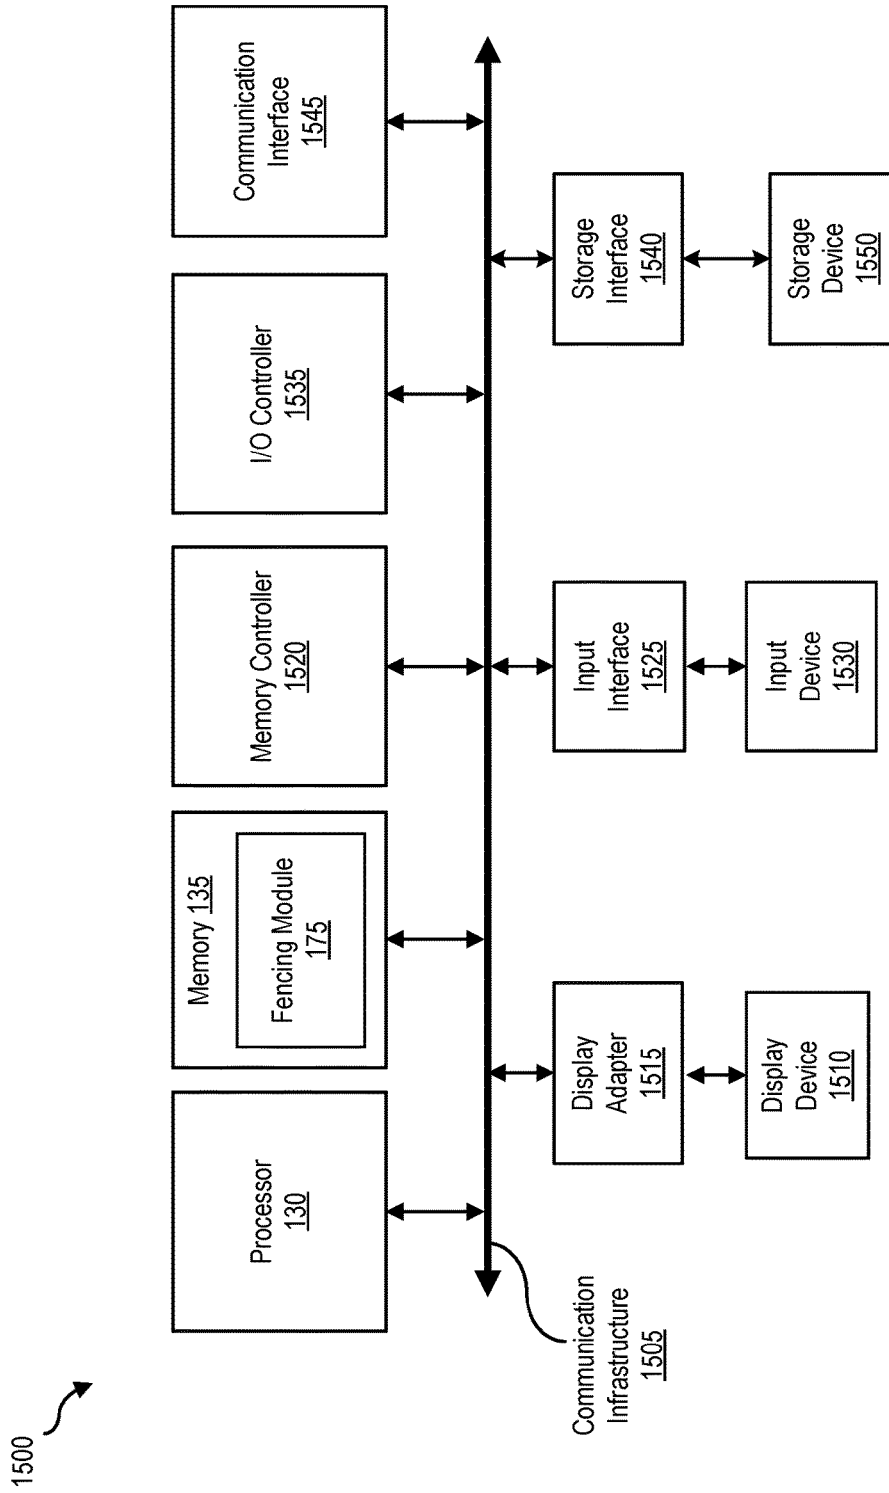 1500
Processor
130
Memory 135
Fencing Module
175
Memory Controller
1520
I/O Controller
1535
Communication
Interface
1545
Communication
Infrastructure
1505
Display
Adapter
1515
Input
Interface
1525
Storage
Interface
1540
Display
Device
1510
Input
Device
1530
Storage
Device
1550